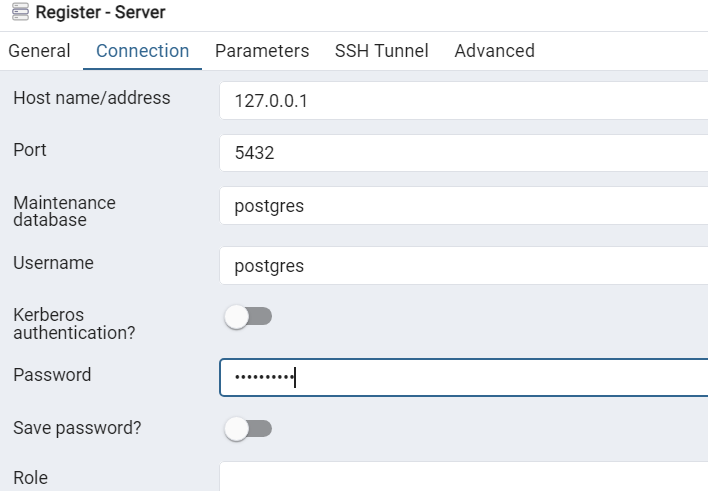 Register - Server
General Connection Parameters SSH Tunnel Advanced
Host name/address 127.0.0.1
Port 5432
Maintenance
database postgres
Username postgres
Kerberos
authentication?
Password ••••••••••
Save password?
Role